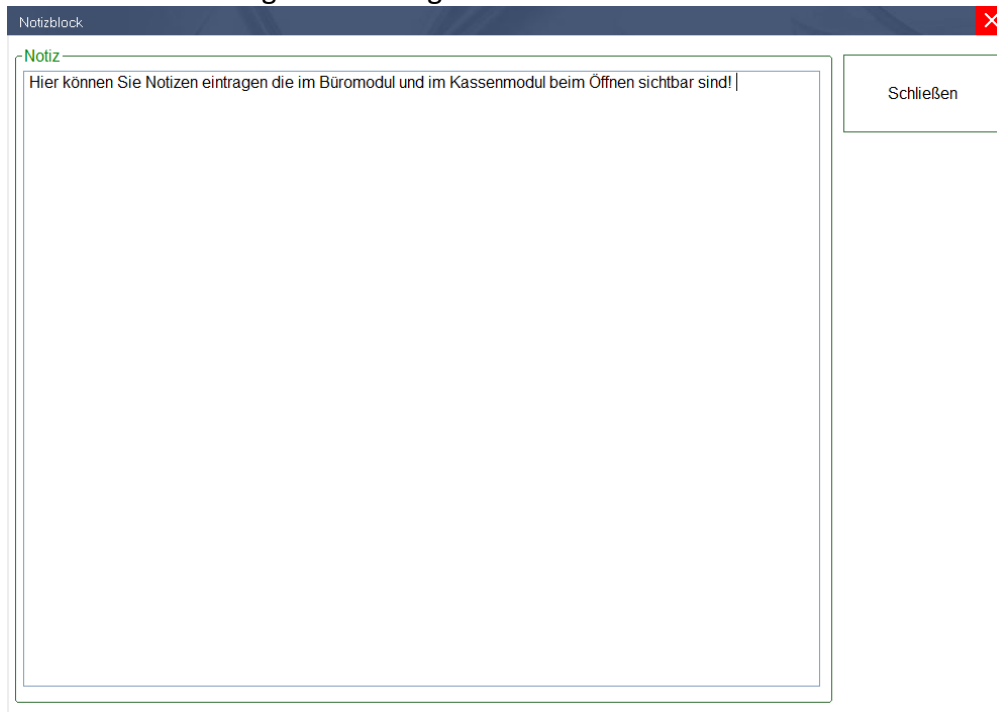 Notizblock
Notiz
Hier können Sie Notizen eintragen die im Büromodul und im Kassenmodul beim Öffnen sichtbar sind!
Schließen